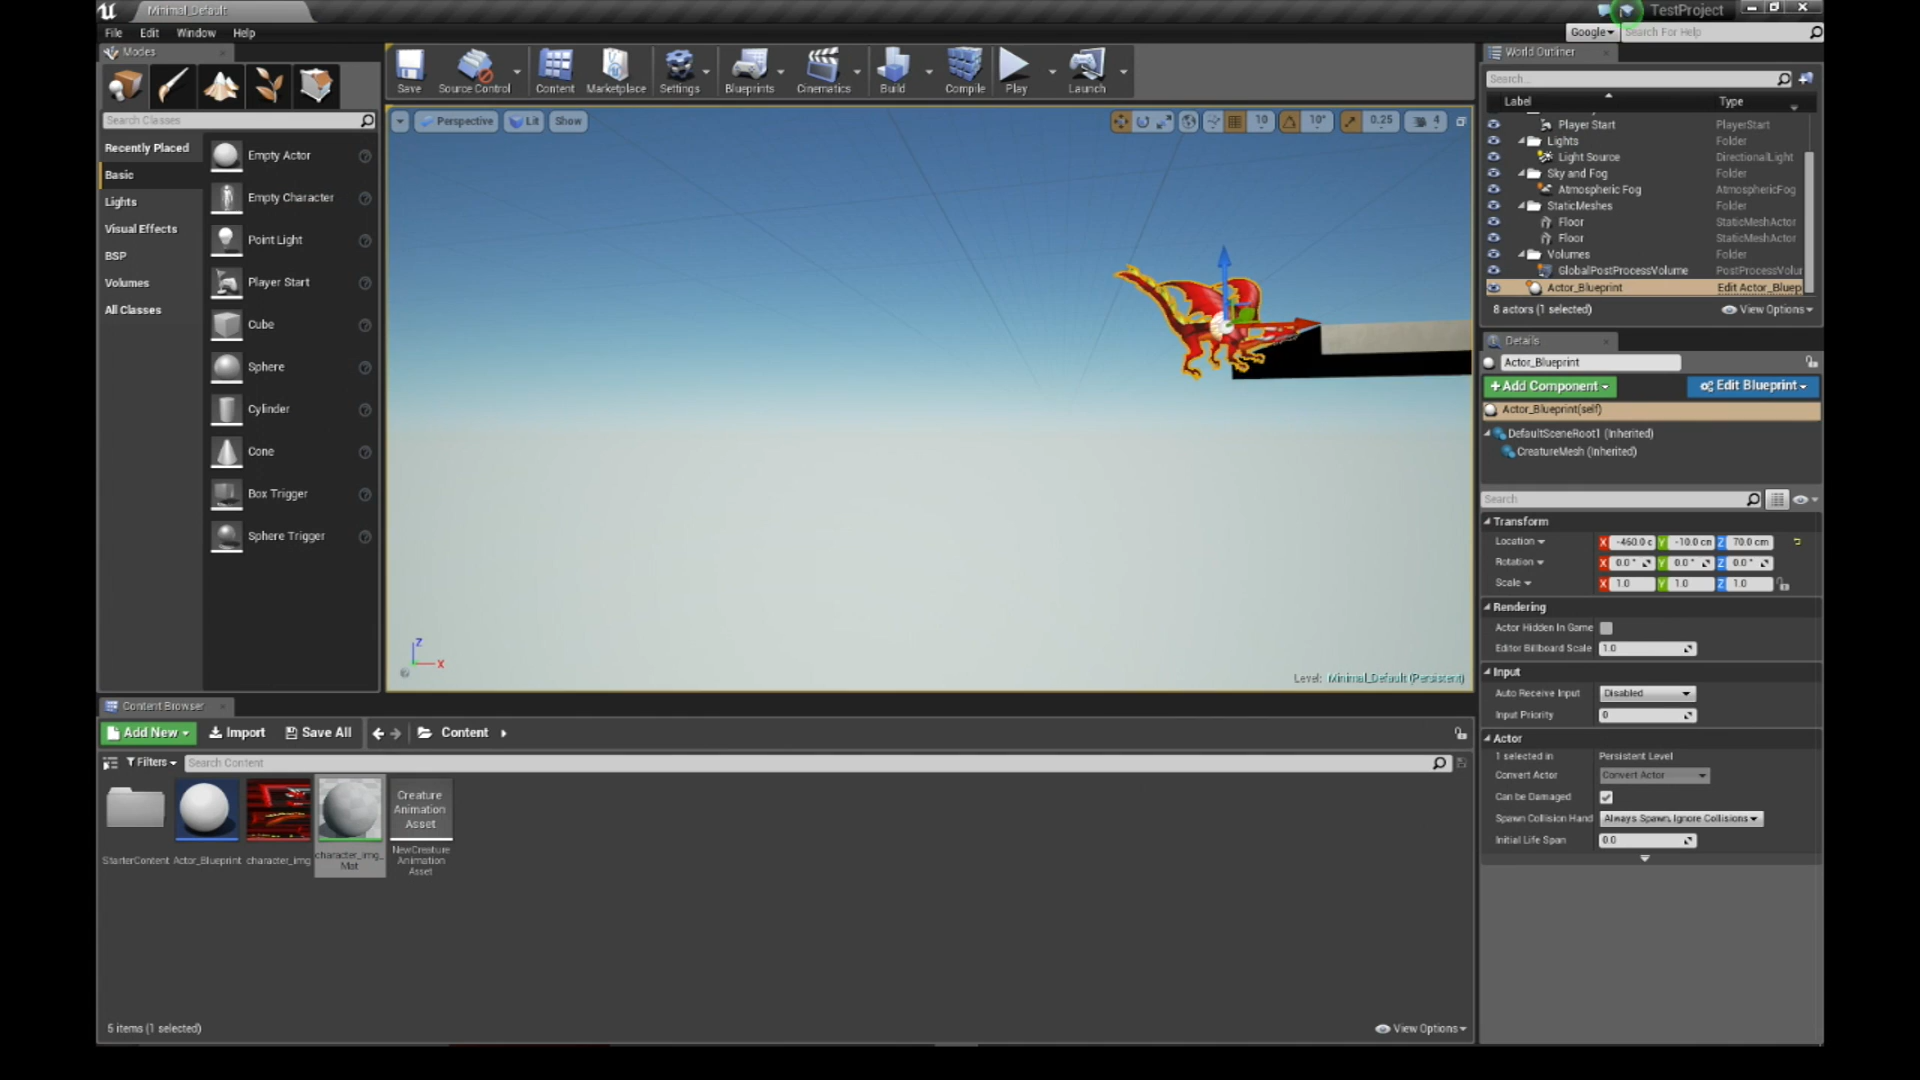 Minimal_Default
TestProject
File Edit Window Help
Google
Search For Help
Modes
Search Classes
Recently Placed
Basic
Lights
Visual Effects
BSP
Volumes
All Classes
Empty Actor
Empty Character
Point Light
Player Start
Cube
Sphere
Cylinder
Cone
Box Trigger
Sphere Trigger
Save
Source Control
Content
Marketplace
Settings
Blueprints
Cinematics
Build
Compile
Play
Launch
Perspective
Lit
Show
10
10°
0.25
4
Z
X
Level: Minimal_Default (Persistent)
World Outliner
Search...
Label Type
Player Start PlayerStart
Lights Folder
Light Source DirectionalLight
Sky and Fog Folder
Atmospheric Fog AtmosphericFog
StaticMeshes Folder
Floor StaticMeshActor
Floor StaticMeshActor
Volumes Folder
GlobalPostProcessVolume PostProcessVolur
Actor_Blueprint Edit Actor_Bluep
8 actors (1 selected)
View Options
Details
Actor_Blueprint
+Add Component
Edit Blueprint
Actor_Blueprint(self)
DefaultSceneRoot1 (Inherited)
CreatureMesh (Inherited)
Search
Transform
Location X -460.0 c Y -10.0 cm Z 70.0 cm
Rotation X 0.0° Y 0.0° Z 0.0°
Scale X 1.0 Y 1.0 Z 1.0
Rendering
Actor Hidden In Game
Editor Billboard Scale 1.0
Input
Auto Receive Input Disabled
Input Priority 0
Actor
1 selected in Persistent Level
Convert Actor Convert Actor
Can be Damaged
Spawn Collision Hand Always Spawn, Ignore Collisions
Initial Life Span 0.0
Content Browser
Add New Import Save All Content
Filters Search Content
StarterContent
Actor_Blueprint
character_img
character_img_
Mat
Creature
Animation
Asset
NewCreature
Animation
Asset
5 items (1 selected)
View Options